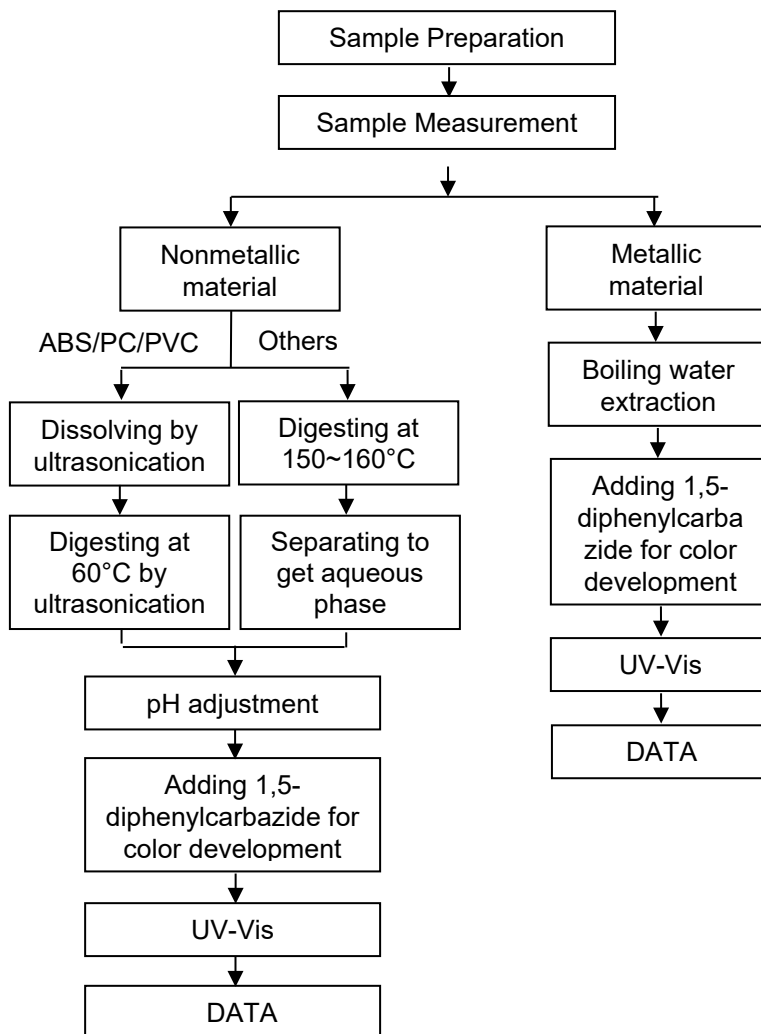 Sample Preparation
Sample Measurement
Nonmetallic
material
Metallic
material
ABS/PC/PVC
Others
Boiling water
extraction
Dissolving by
ultrasonication
Digesting at
150~160°C
Adding 1,5-
diphenylcarba
zide for color
development
Digesting at
60°C by
ultrasonication
Separating to
get aqueous
phase
UV-Vis
pH adjustment
DATA
Adding 1,5-
diphenylcarbazide for
color development
UV-Vis
DATA